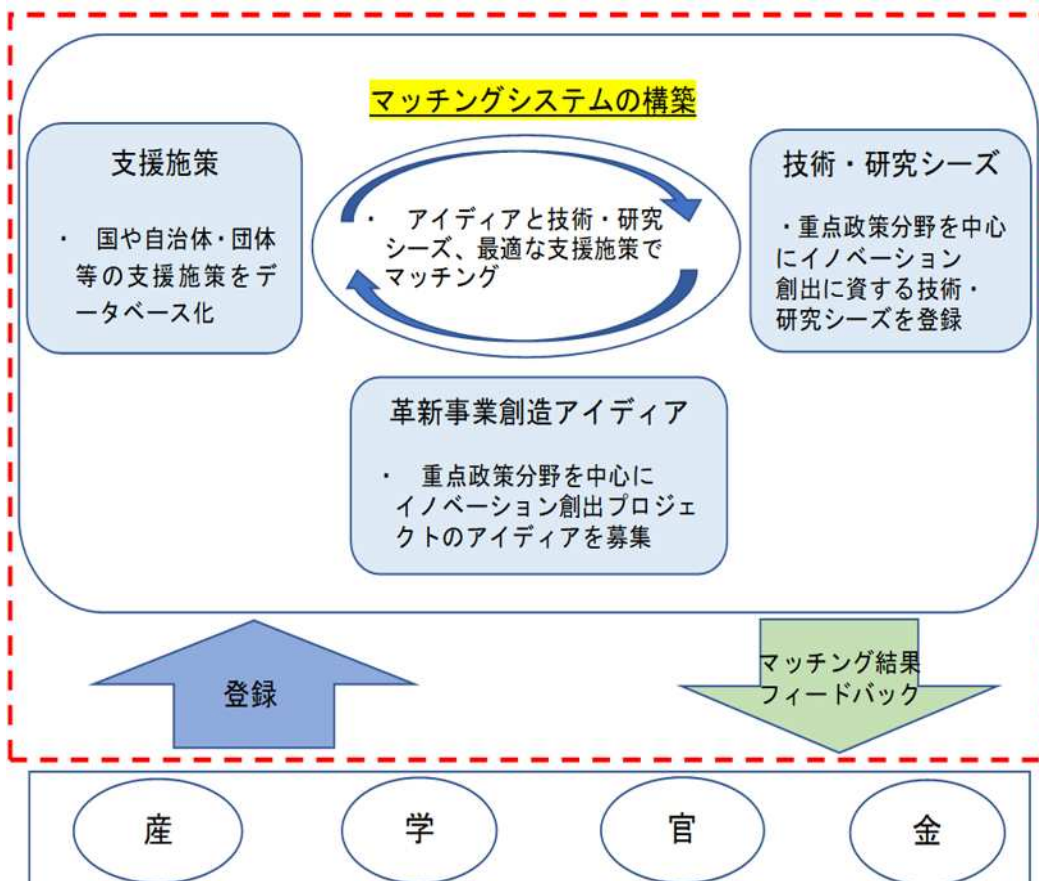 マッチングシステムの構築
支援施策
・ 国や自治体・団体
等の支援施策をデ
ータベース化
・ アイディアと技術・研究
シーズ、最適な支援施策で
マッチング
技術・研究シーズ
・重点政策分野を中心
にイノベーション
創出に資する技術・
研究シーズを登録
革新事業創造アイディア
・ 重点政策分野を中心に
イノベーション創出プロジェ
クトのアイディアを募集
登録
マッチング結果
フィードバック
産 学 官 金